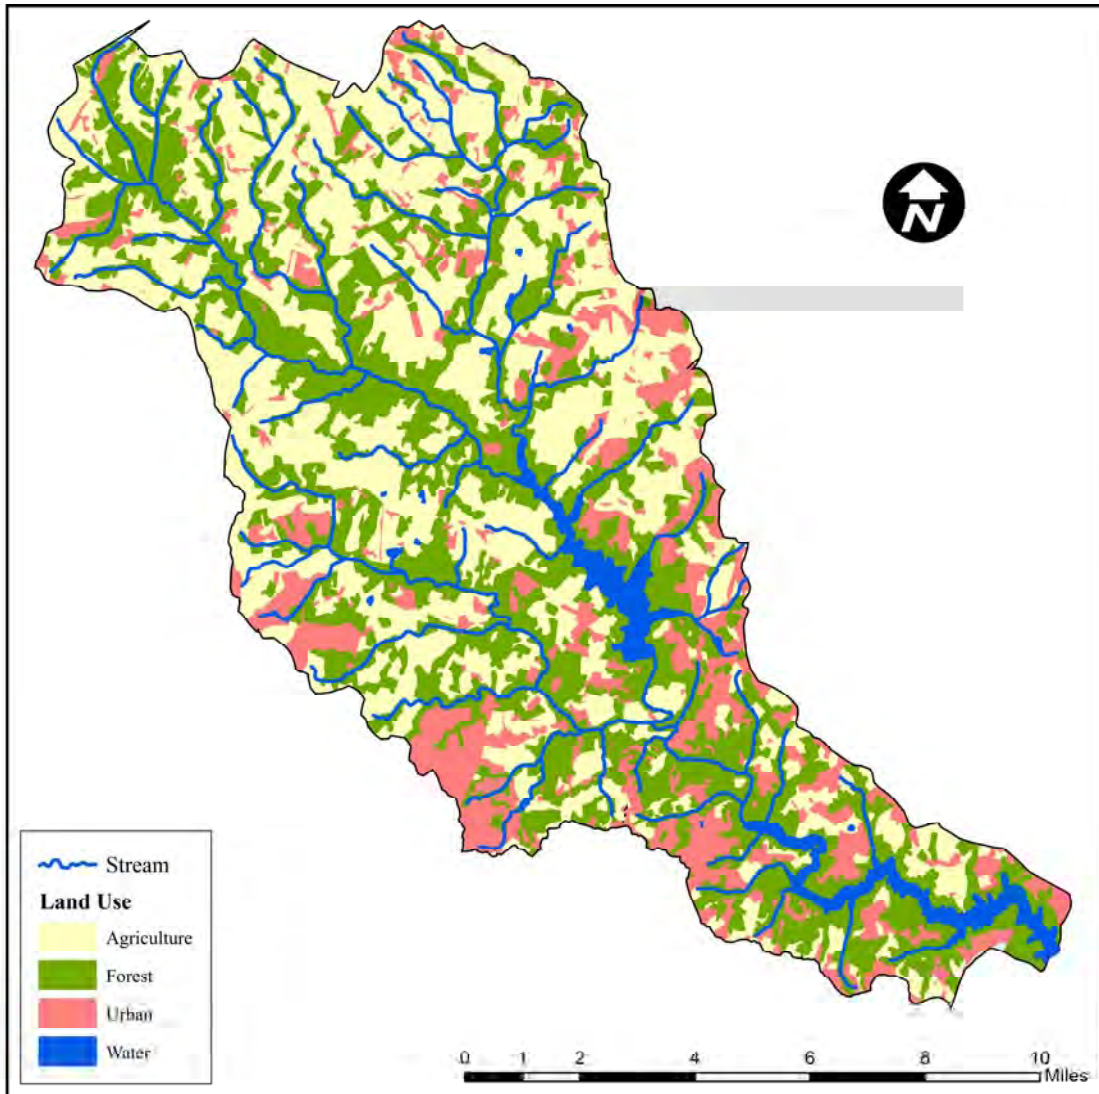 N
Stream
Land Use
Agriculture
Forest
Urban
Water
0 1 2 4 6 8 10
Miles